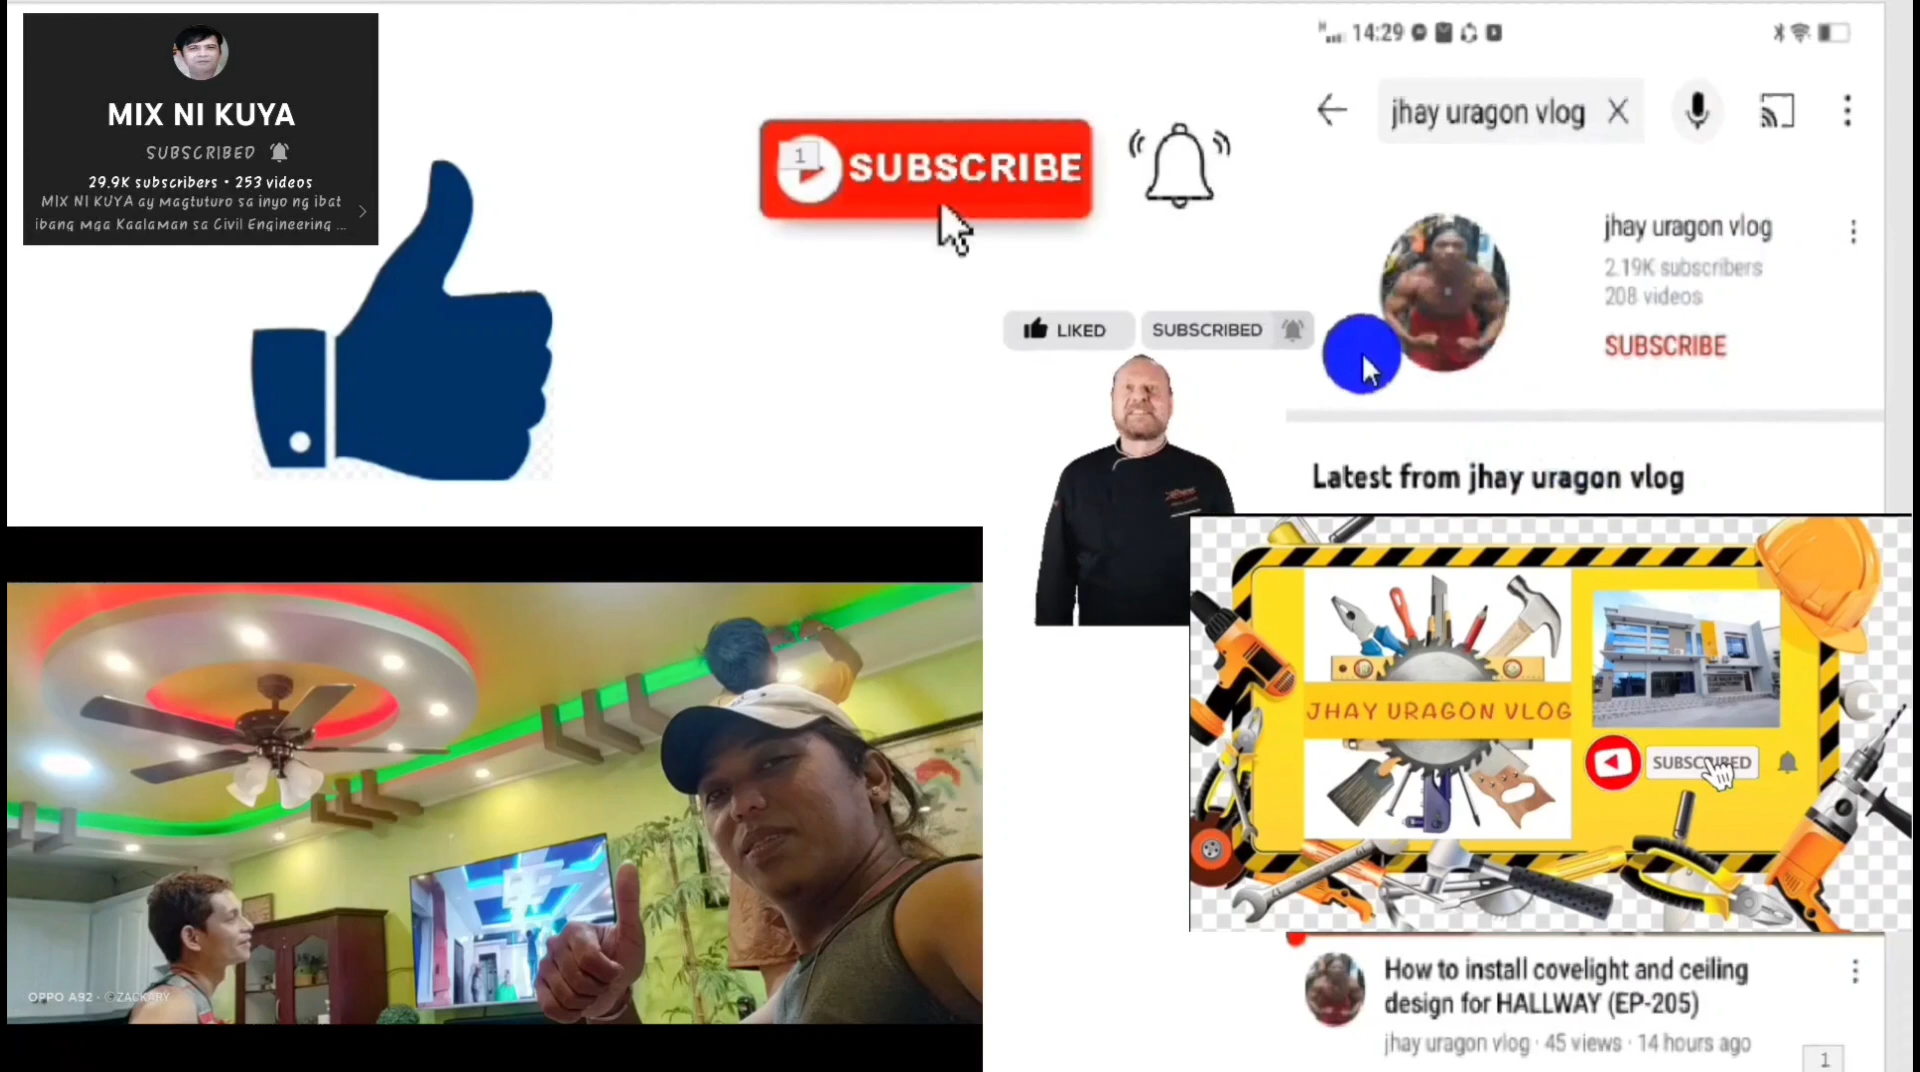 MIX NI KUYA
SUBSCRIBED
29.9K subscribers • 253 videos
MIX NI KUYA ay Magtuturo sa inyo ng ibat
ibang mga Kaalaman sa Civil Engineering ...
1
SUBSCRIBE
LIKED
SUBSCRIBED
14:29
jhay uragon vlog
jhay uragon vlog
2.19K subscribers
208 videos
SUBSCRIBE
Latest from jhay uragon vlog
JHAY URAGON VLOG
SUBSCRIBED
OPPO A92 · ©ZACKARY
How to install covelight and ceiling
design for HALLWAY (EP-205)
jhay uragon vlog · 45 views · 14 hours ago
1